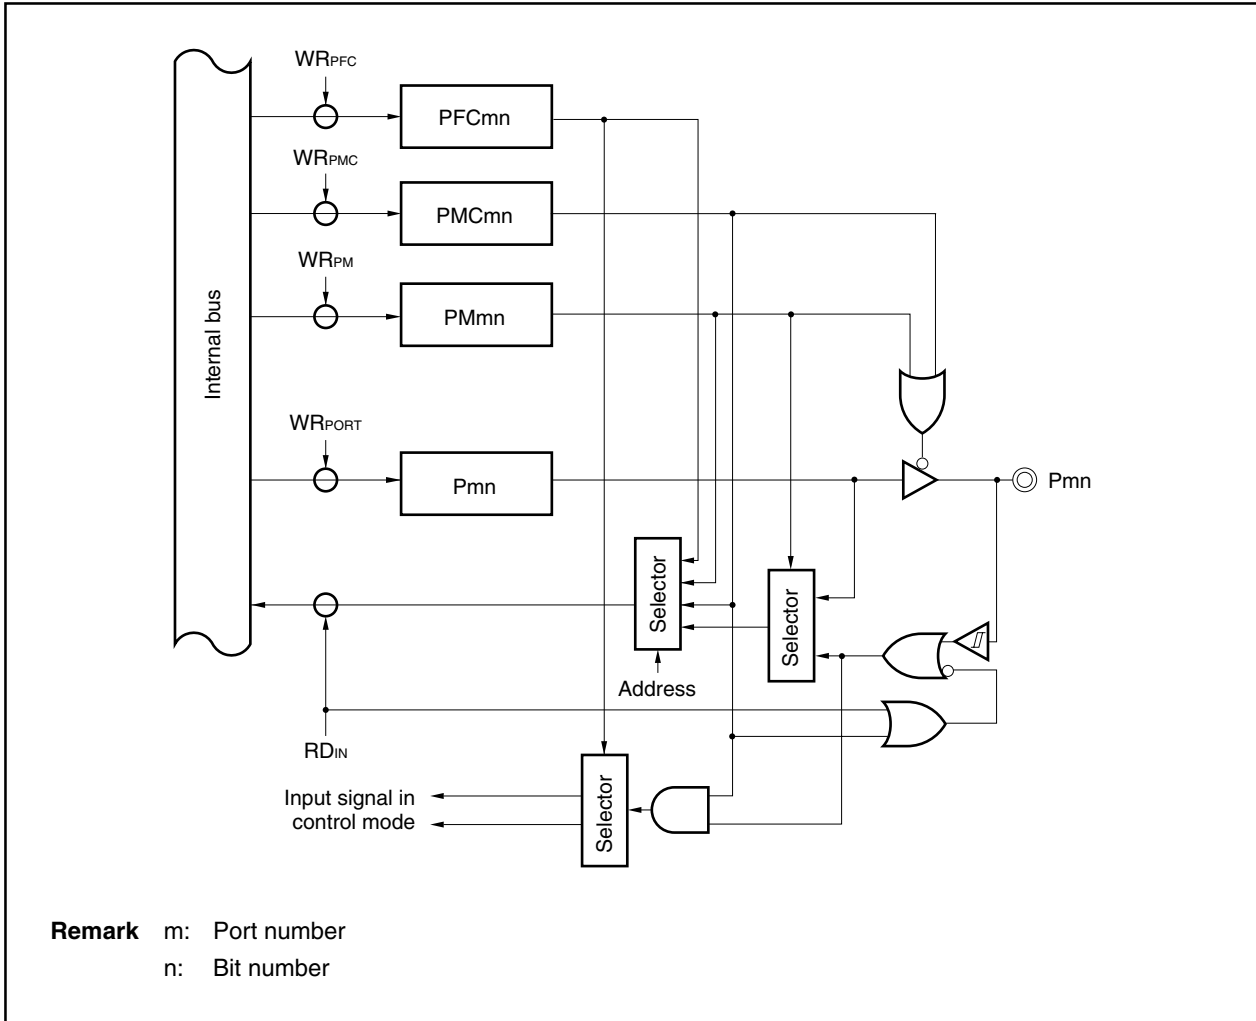 WRPFC
PFCmn
WRPMC
PMCmn
WRPM
PMmn
Internal bus
WRPORT
Pmn
Pmn
Selector
Selector
Address
RDIN
Selector
Input signal in
control mode
Remark m: Port number
n: Bit number